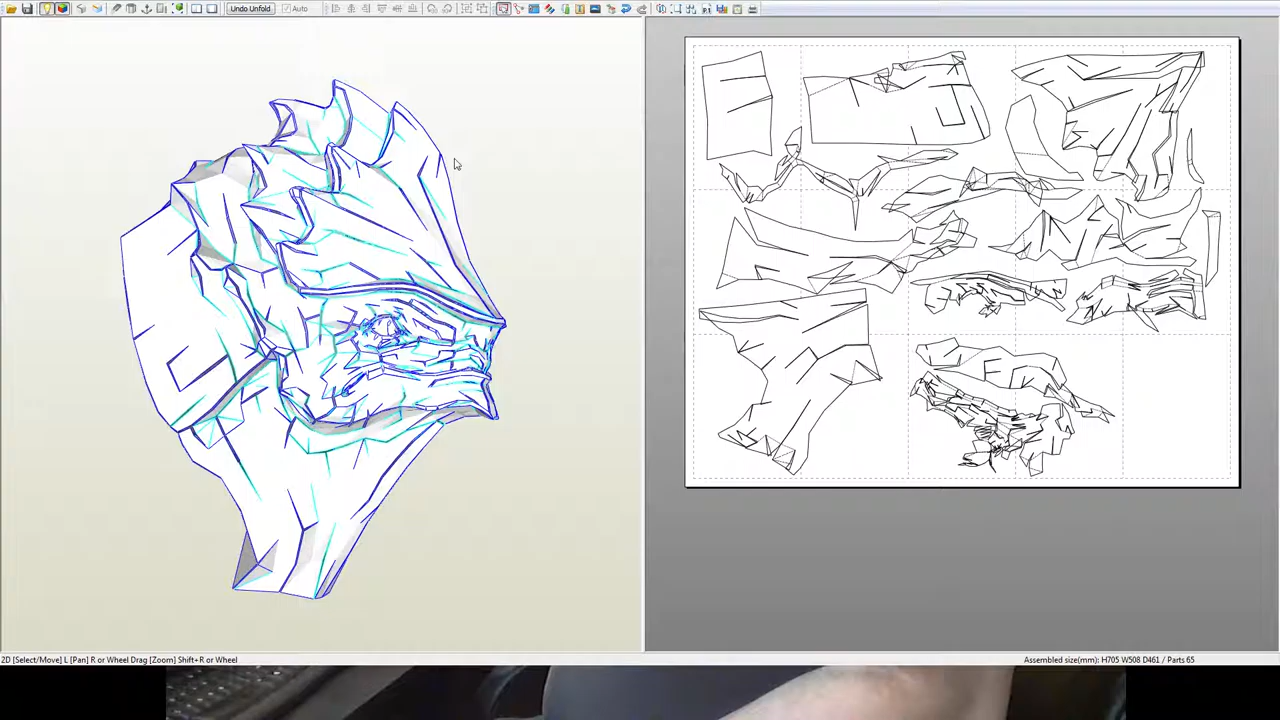 Undo Unfold
Auto
2D [Select/Move] L [Pan] R or Wheel Drag [Zoom] Shift+R or Wheel
Assembled size(mm): H705 W508 D461 / Parts 65